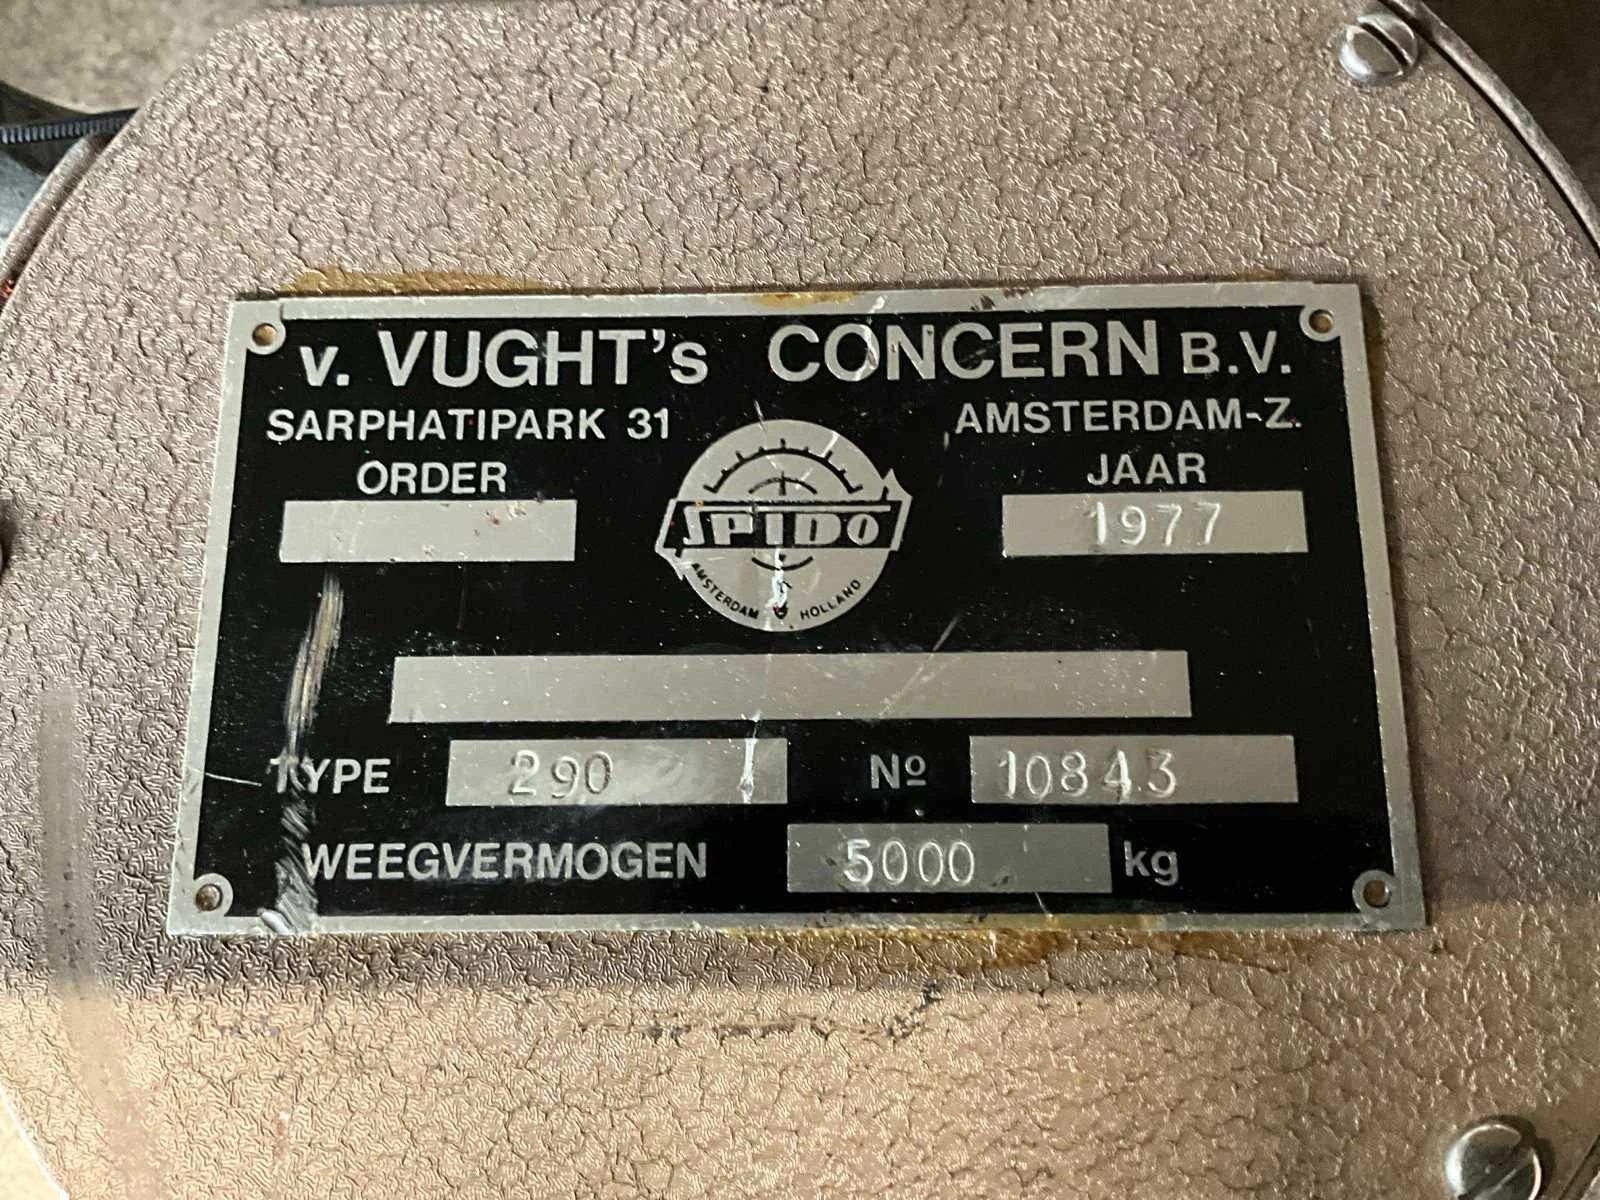 v. VUGHT's CONCERN B.V.
SARPHATIPARK 31 AMSTERDAM-Z.
ORDER JAAR
1977
SPIDO
AMSTERDAM HOLLAND
TYPE 290 Nº 10843
WEEGVERMOGEN 5000 kg